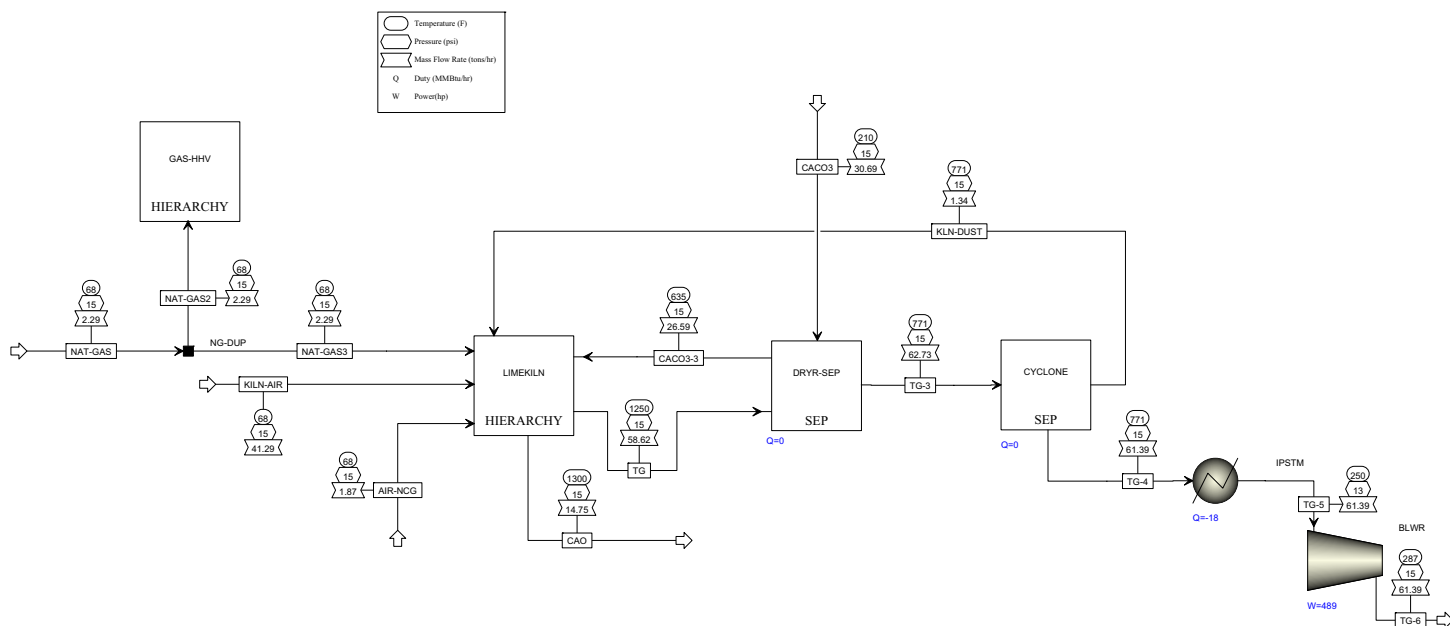 Temperature (F)
Pressure (psi)
Mass Flow Rate (tons/hr)
Q Duty (MMBtu/hr)
W Power(hp)
GAS-HHV
HIERARCHY
210
15
30.69
CACO3
771
15
1.34
KLN-DUST
68
15
2.29
NAT-GAS2
68
15
2.29
NAT-GAS
NG-DUP
68
15
2.29
NAT-GAS3
KILN-AIR
68
15
41.29
68
15
1.87
AIR-NCG
LIMEKILN
HIERARCHY
635
15
26.59
CACO3-3
1250
15
58.62
TG
1300
15
14.75
CAO
DRYR-SEP
SEP
Q=0
771
15
62.73
TG-3
CYCLONE
SEP
Q=0
771
15
61.39
TG-4
IPSTM
Q=-18
250
13
61.39
TG-5
BLWR
W=489
287
15
61.39
TG-6